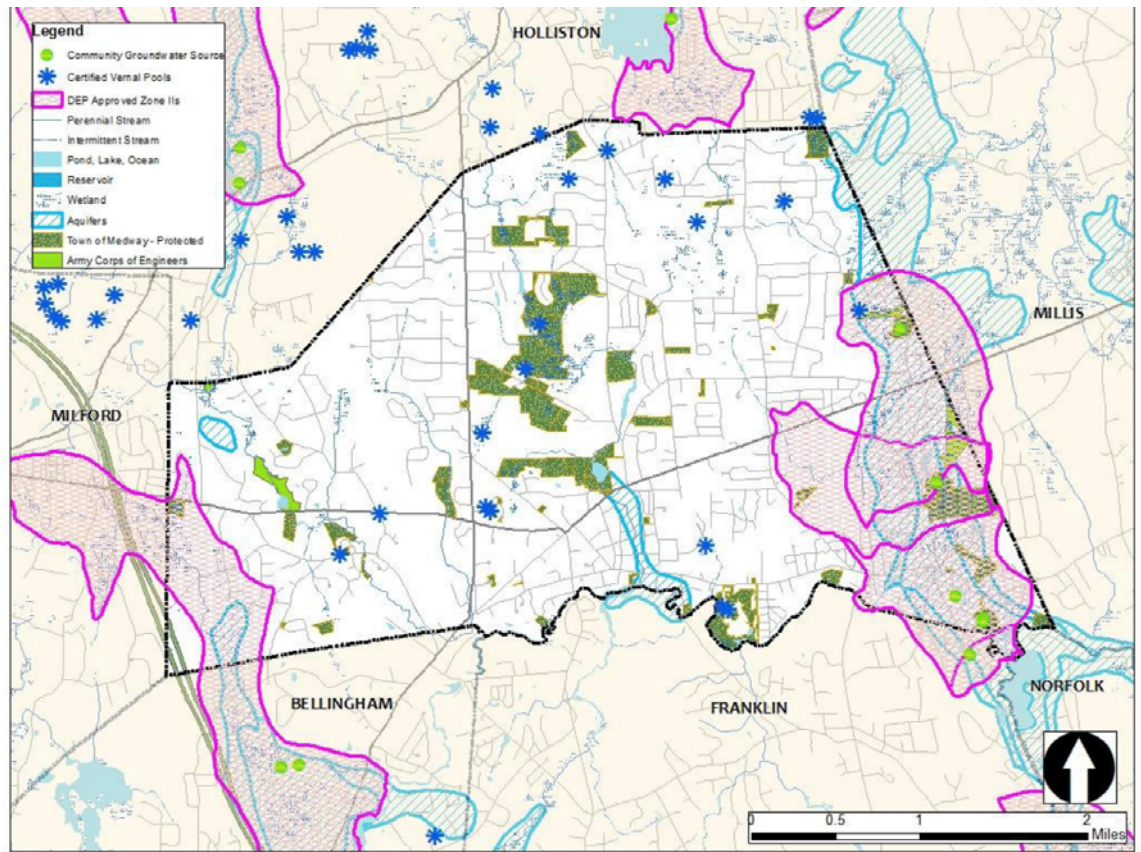 HOLLISTON
Legend
Community Groundwater Source
Certified Vernal Pools
DEP Approved Zone IIs
Perennial Stream
Intermittent Stream
Pond, Lake, Ocean
Reservoir
Wetland
Aquifers
Town of Medway - Protected
Army Corps of Engineers
MILLIS
MILFORD
NORFOLK
BELLINGHAM
FRANKLIN
0 0.5 1 2
Miles